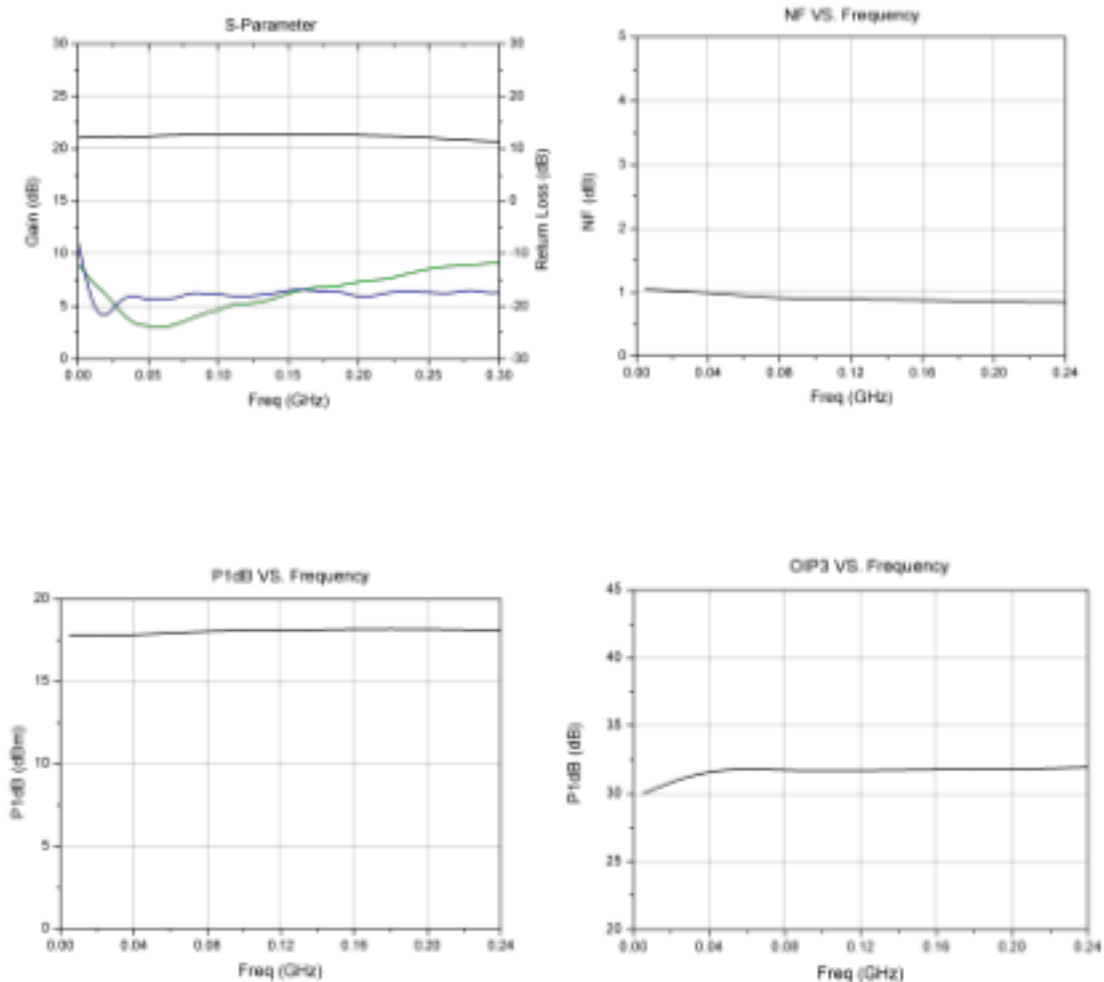 S-Parameter
30
25
20
15
10
5
0
30
20
10
0
-10
-20
-30
Gain (dB)
Return Loss (dB)
0.00 0.05 0.10 0.15 0.20 0.25 0.30
Freq (GHz)
NF VS. Frequency
5
4
3
2
1
0
NF (dB)
0.00 0.04 0.08 0.12 0.16 0.20 0.24
Freq (GHz)
P1dB VS. Frequency
20
15
10
5
0
P1dB (dBm)
0.00 0.04 0.08 0.12 0.16 0.20 0.24
Freq (GHz)
OIP3 VS. Frequency
45
40
35
30
25
20
P1dB (dB)
0.00 0.04 0.08 0.12 0.16 0.20 0.24
Freq (GHz)